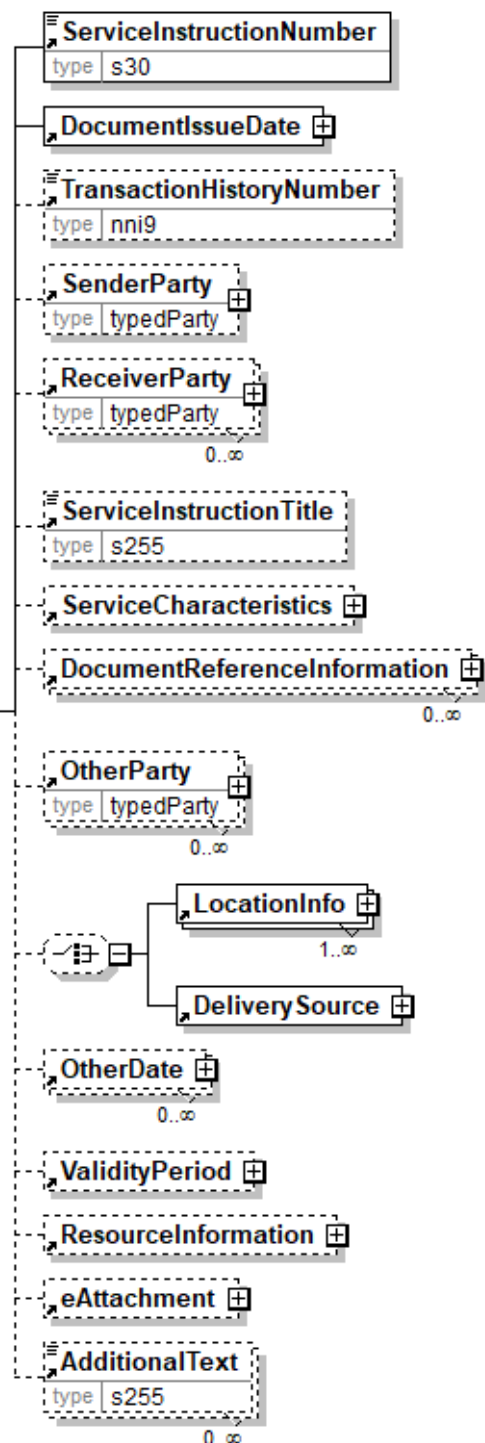 ServiceInstructionNumber
type s30
DocumentIssueDate
TransactionHistoryNumber
type nni9
SenderParty
type typedParty
ReceiverParty
type typedParty
0..∞
ServiceInstructionTitle
type s255
ServiceCharacteristics
DocumentReferenceInformation
0..∞
OtherParty
type typedParty
0..∞
LocationInfo
1..∞
DeliverySource
OtherDate
0..∞
ValidityPeriod
ResourceInformation
eAttachment
AdditionalText
type s255
0..∞